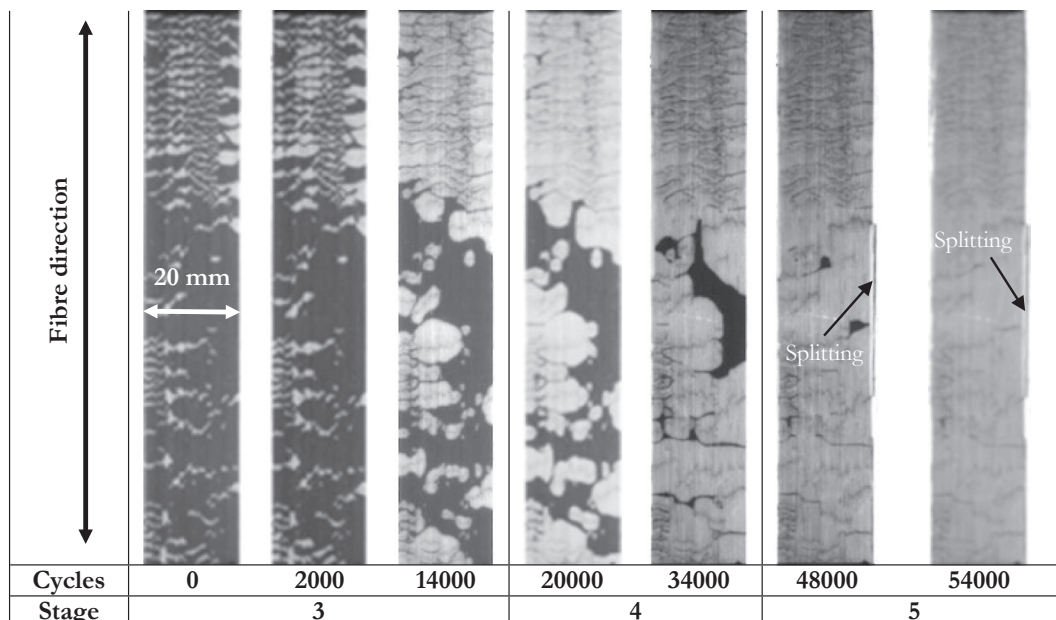 Fibre direction
20 mm
Splitting
Splitting
Cycles 0 2000 14000 20000 34000 48000 54000
Stage 3 4 5